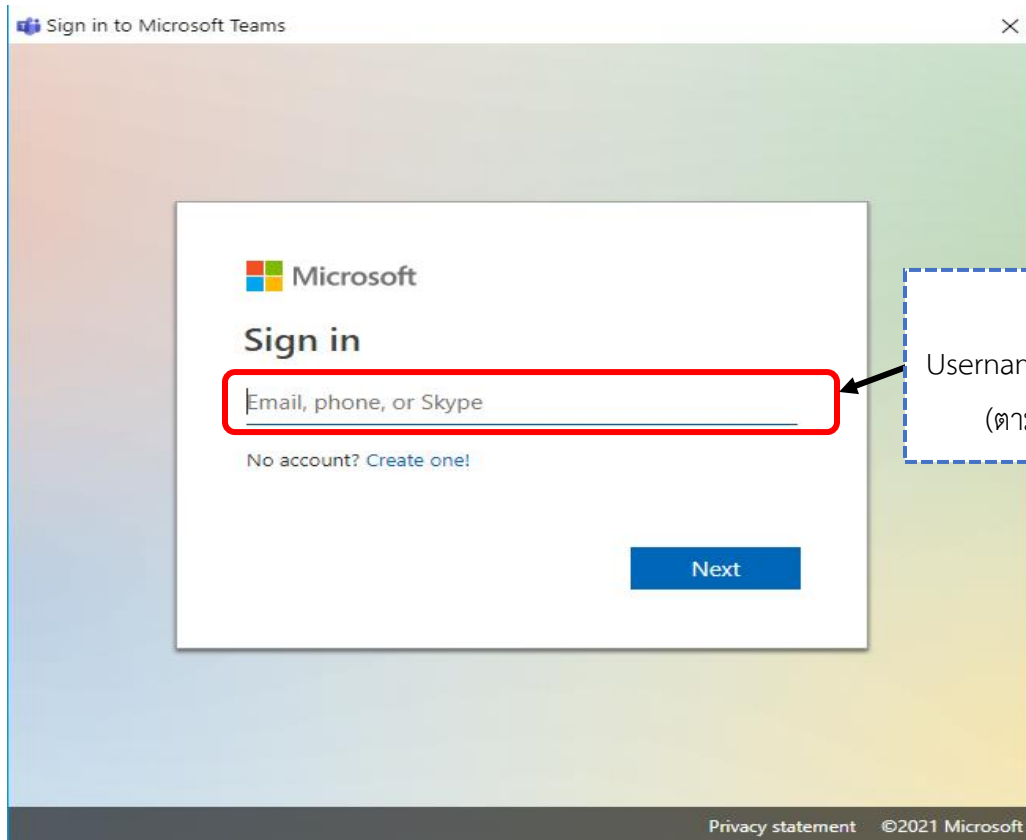 Sign in to Microsoft Teams
Microsoft
Sign in
Email, phone, or Skype
No account? Create one!
Next
Privacy statement ©2021 Microsoft